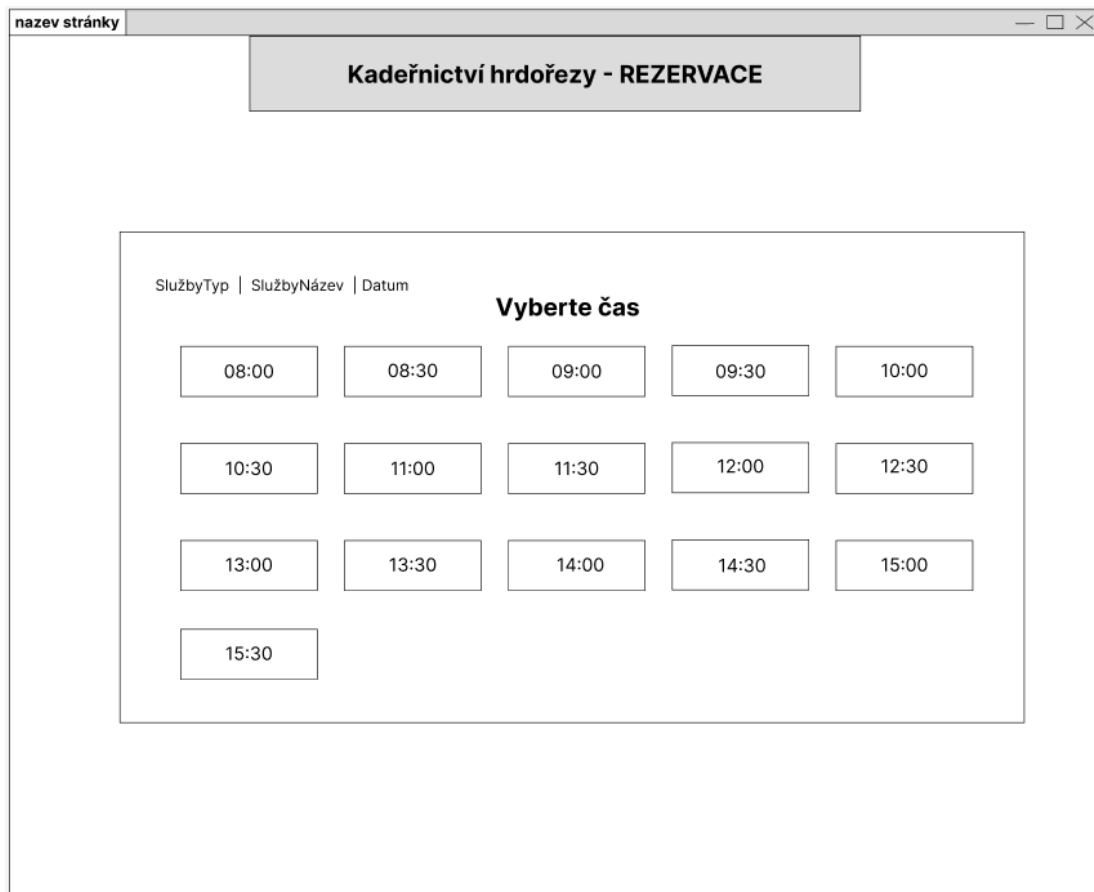 nazev stránky
Kadeřnictví hrdořezy - REZERVACE
SlužbyTyp | SlužbyNázev | Datum
Vyberte čas
08:00 08:30 09:00 09:30 10:00
10:30 11:00 11:30 12:00 12:30
13:00 13:30 14:00 14:30 15:00
15:30